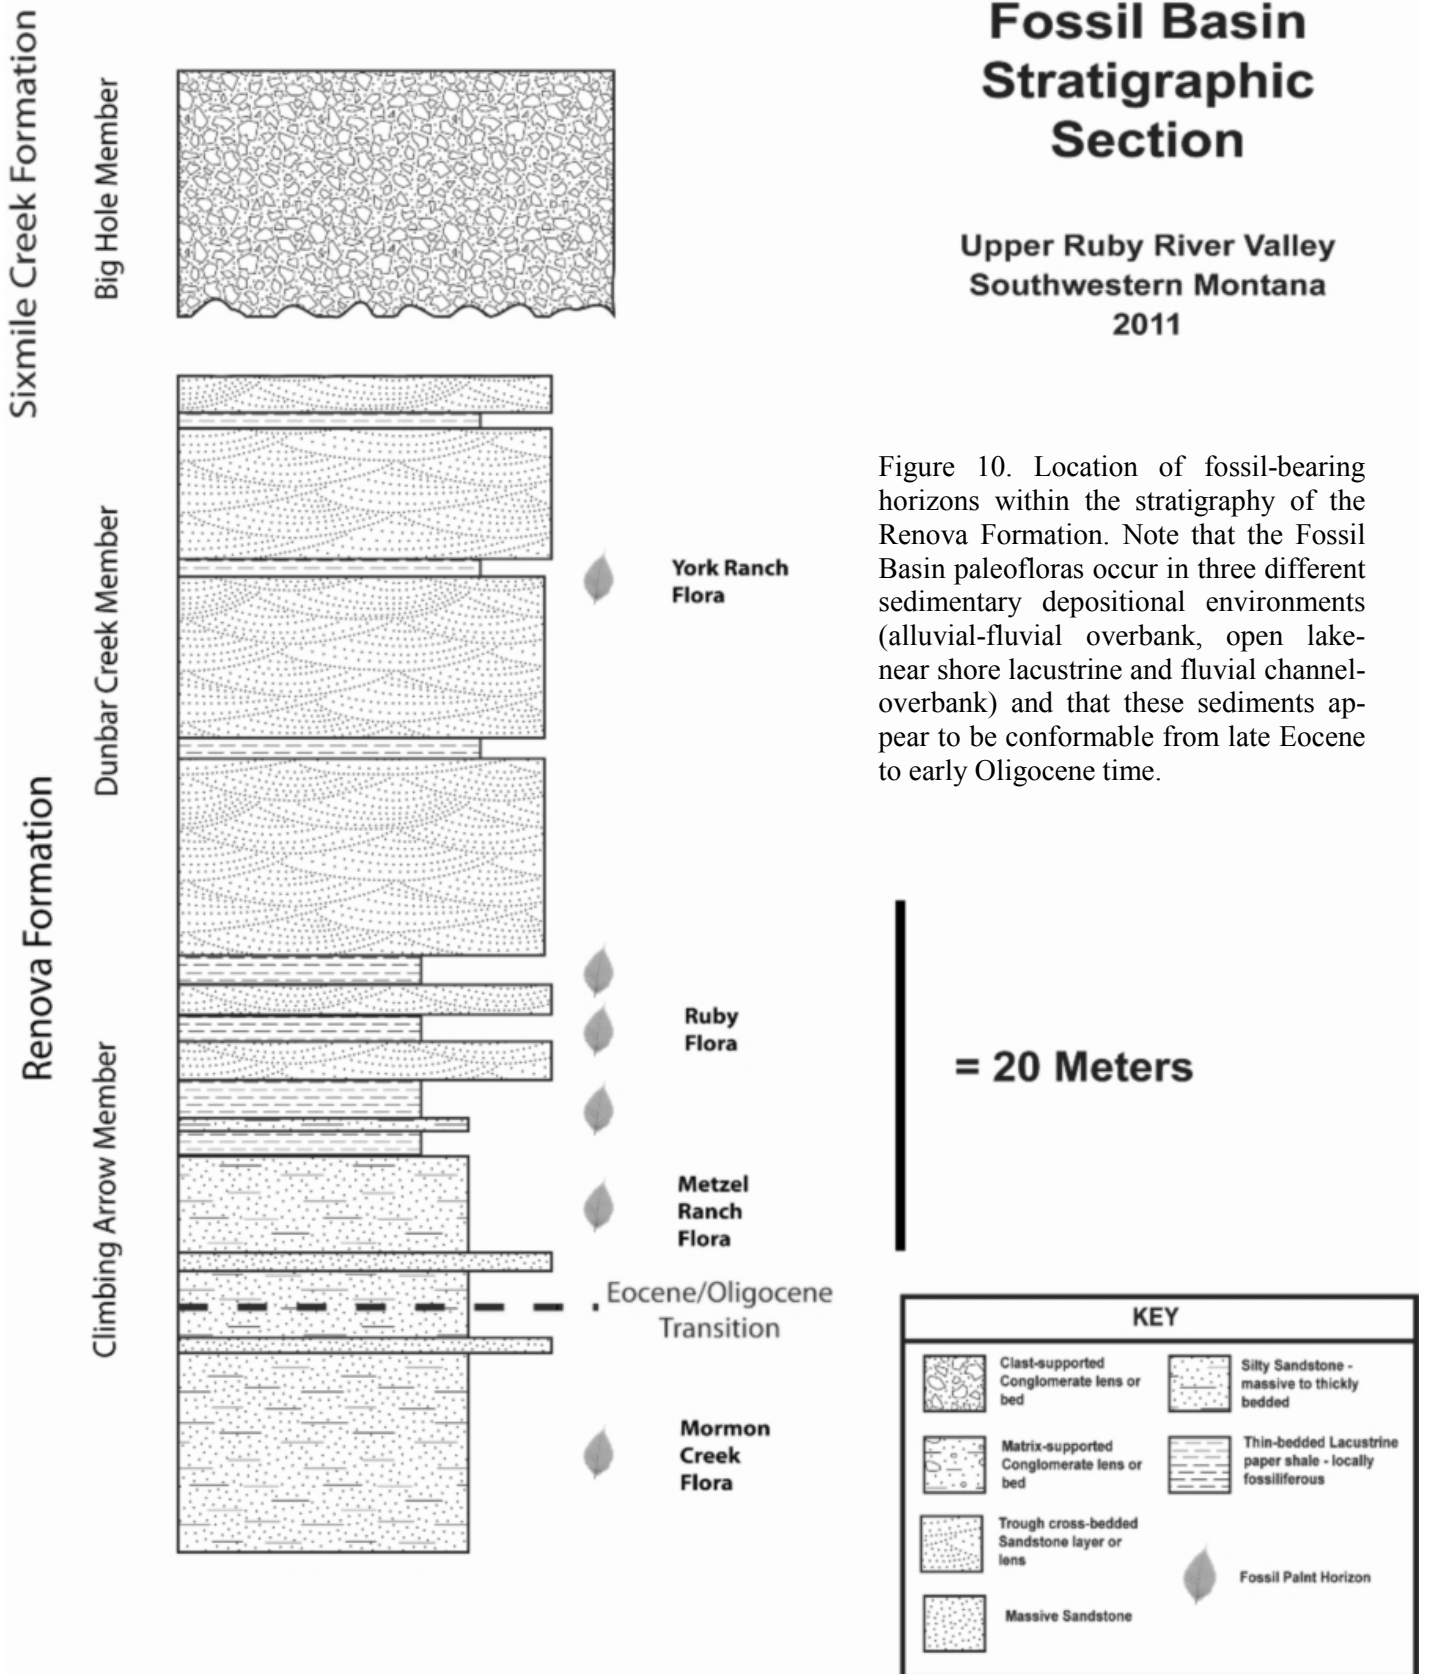 Fossil Basin
Stratigraphic
Section
Upper Ruby River Valley
Southwestern Montana
2011
Sixmile Creek Formation
Big Hole Member
Renova Formation
Dunbar Creek Member
Climbing Arrow Member
York Ranch
Flora
Ruby
Flora
Metzel
Ranch
Flora
Eocene/Oligocene
Transition
Mormon
Creek
Flora
Figure 10. Location of fossil-bearing
horizons within the stratigraphy of the
Renova Formation. Note that the Fossil
Basin paleofloras occur in three different
sedimentary depositional environments
(alluvial-fluvial overbank, open lake-
near shore lacustrine and fluvial channel-
overbank) and that these sediments ap-
pear to be conformable from late Eocene
to early Oligocene time.
= 20 Meters
KEY
Clast-supported
Conglomerate lens or
bed
Matrix-supported
Conglomerate lens or
bed
Trough cross-bedded
Sandstone layer or
lens
Massive Sandstone
Silty Sandstone -
massive to thickly
bedded
Thin-bedded Lacustrine
paper shale - locally
fossiliferous
Fossil Palnt Horizon